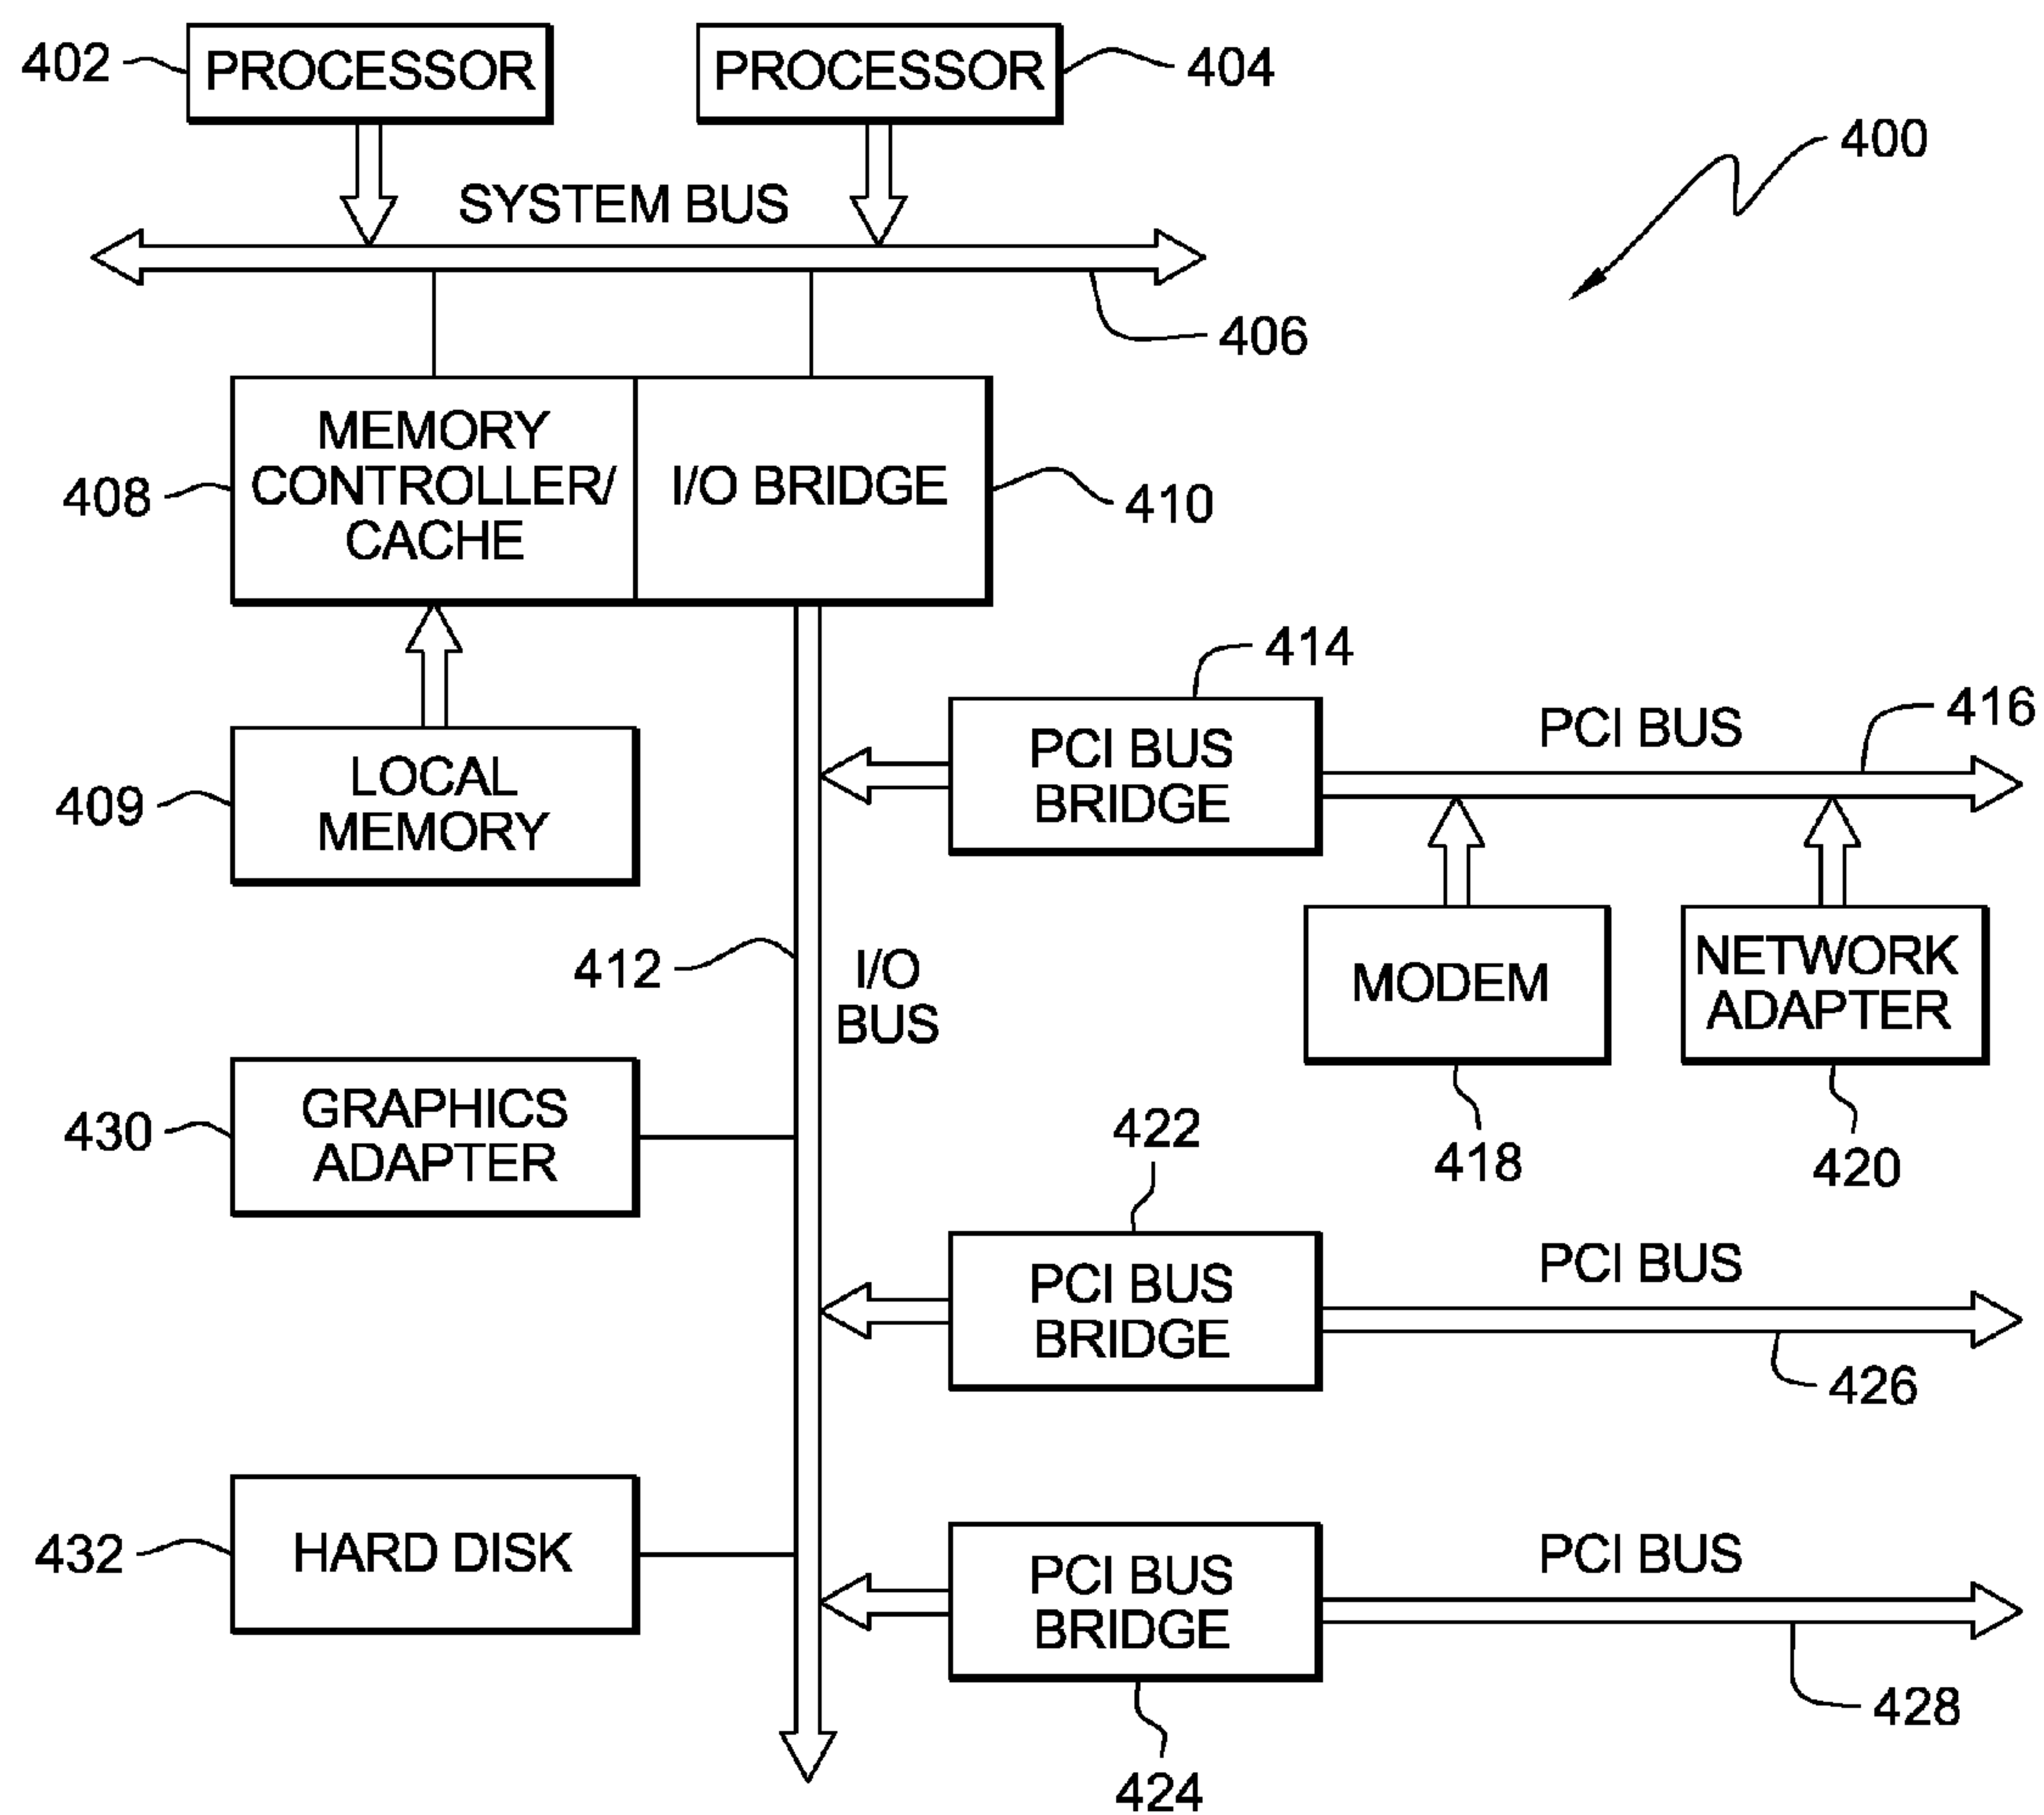 402
PROCESSOR
PROCESSOR
404
400
SYSTEM BUS
406
408
MEMORY
CONTROLLER/
CACHE
I/O BRIDGE
410
414
409
LOCAL
MEMORY
PCI BUS
BRIDGE
PCI BUS
416
412
I/O
BUS
MODEM
NETWORK
ADAPTER
418
420
430
GRAPHICS
ADAPTER
422
PCI BUS
BRIDGE
PCI BUS
426
432
HARD DISK
PCI BUS
BRIDGE
PCI BUS
428
424